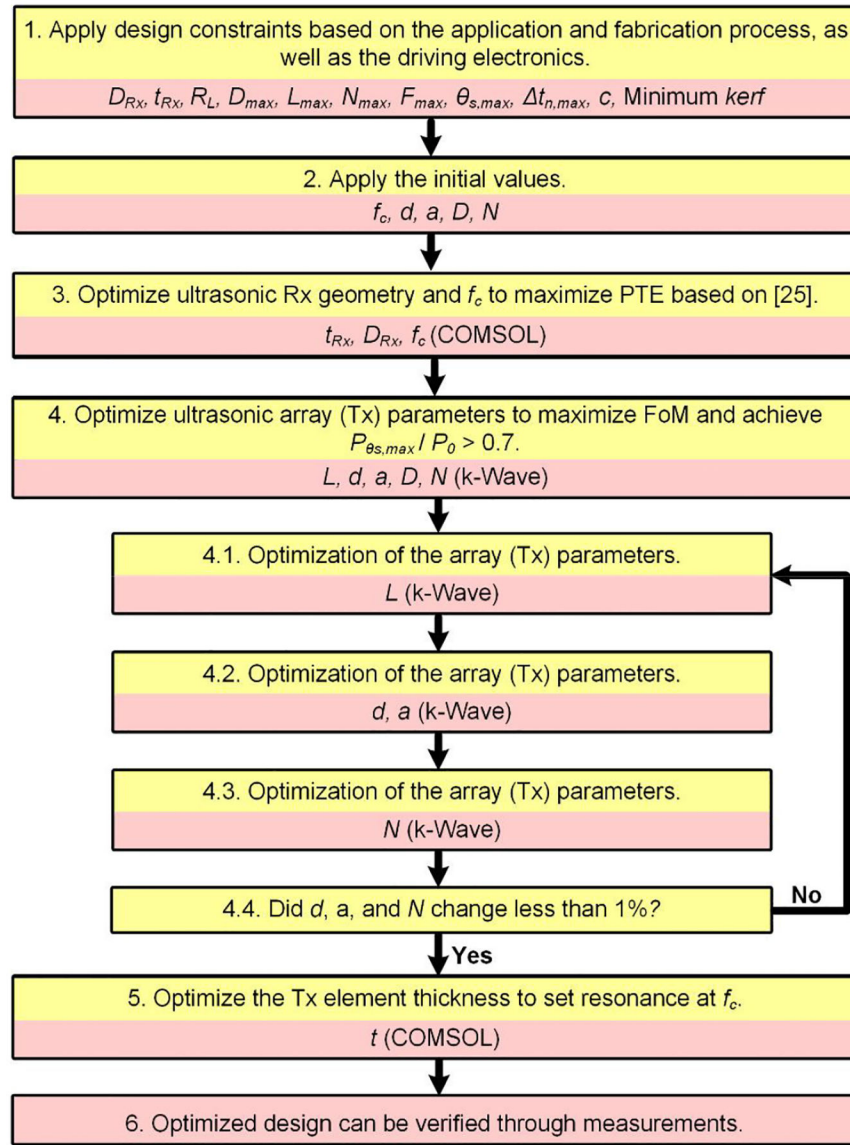 1. Apply design constraints based on the application and fabrication process, as
well as the driving electronics.
D_Rx, t_Rx, R_L, D_max, L_max, N_max, F_max, θ_s,max, Δt_n,max, c, Minimum kerf
2. Apply the initial values.
f_c, d, a, D, N
3. Optimize ultrasonic Rx geometry and f_c to maximize PTE based on [25].
t_Rx, D_Rx, f_c (COMSOL)
4. Optimize ultrasonic array (Tx) parameters to maximize FoM and achieve
P_θs,max / P_0 > 0.7.
L, d, a, D, N (k-Wave)
4.1. Optimization of the array (Tx) parameters.
L (k-Wave)
4.2. Optimization of the array (Tx) parameters.
d, a (k-Wave)
4.3. Optimization of the array (Tx) parameters.
N (k-Wave)
4.4. Did d, a, and N change less than 1%?
No
Yes
5. Optimize the Tx element thickness to set resonance at f_c.
t (COMSOL)
6. Optimized design can be verified through measurements.